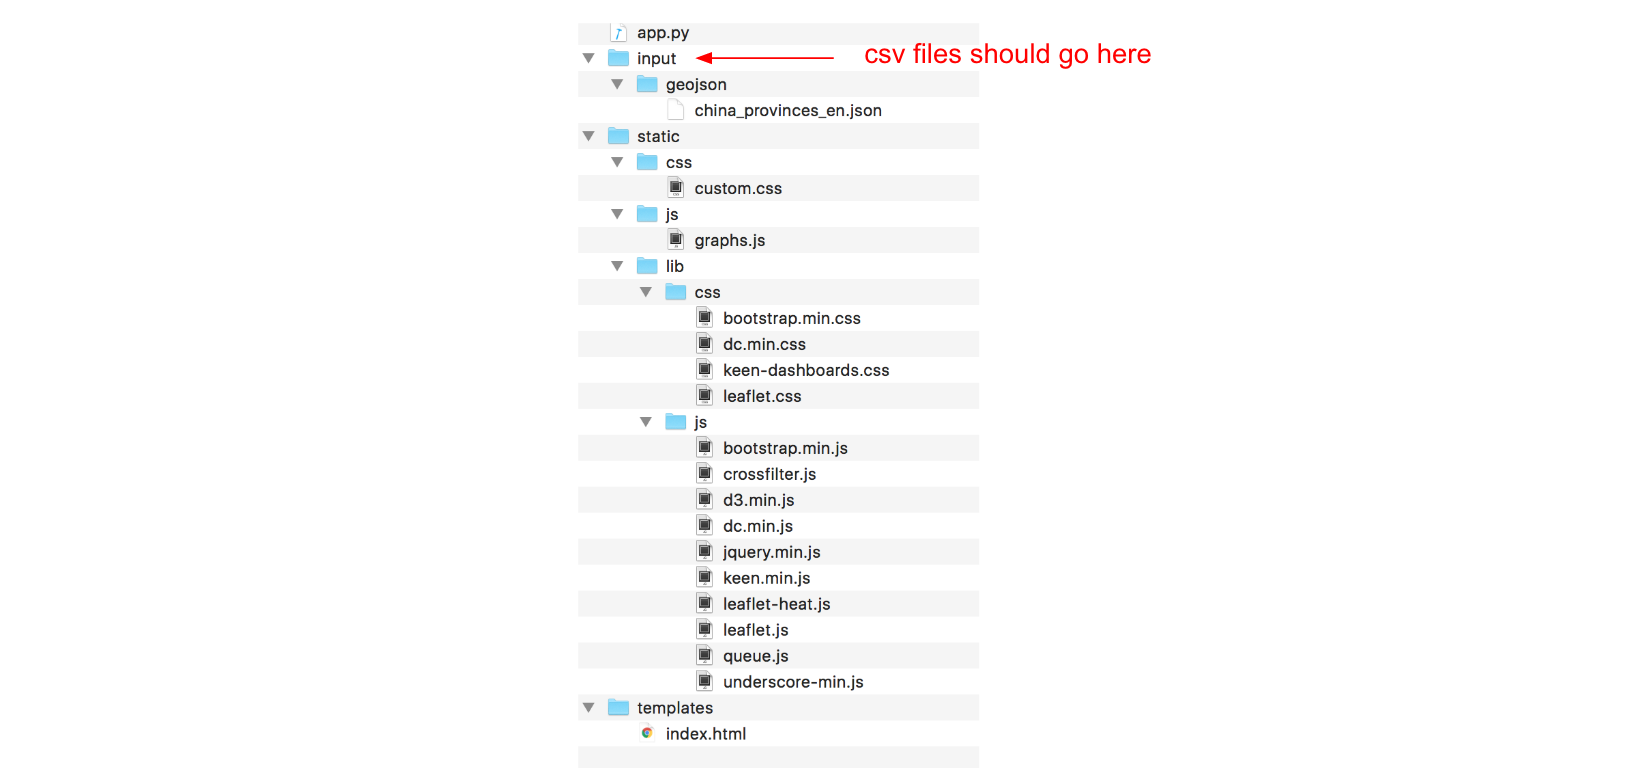 app.py
input csv files should go here
geojson
china_provinces_en.json
static
css
custom.css
js
graphs.js
lib
css
bootstrap.min.css
dc.min.css
keen-dashboards.css
leaflet.css
js
bootstrap.min.js
crossfilter.js
d3.min.js
dc.min.js
jquery.min.js
keen.min.js
leaflet-heat.js
leaflet.js
queue.js
underscore-min.js
templates
index.html